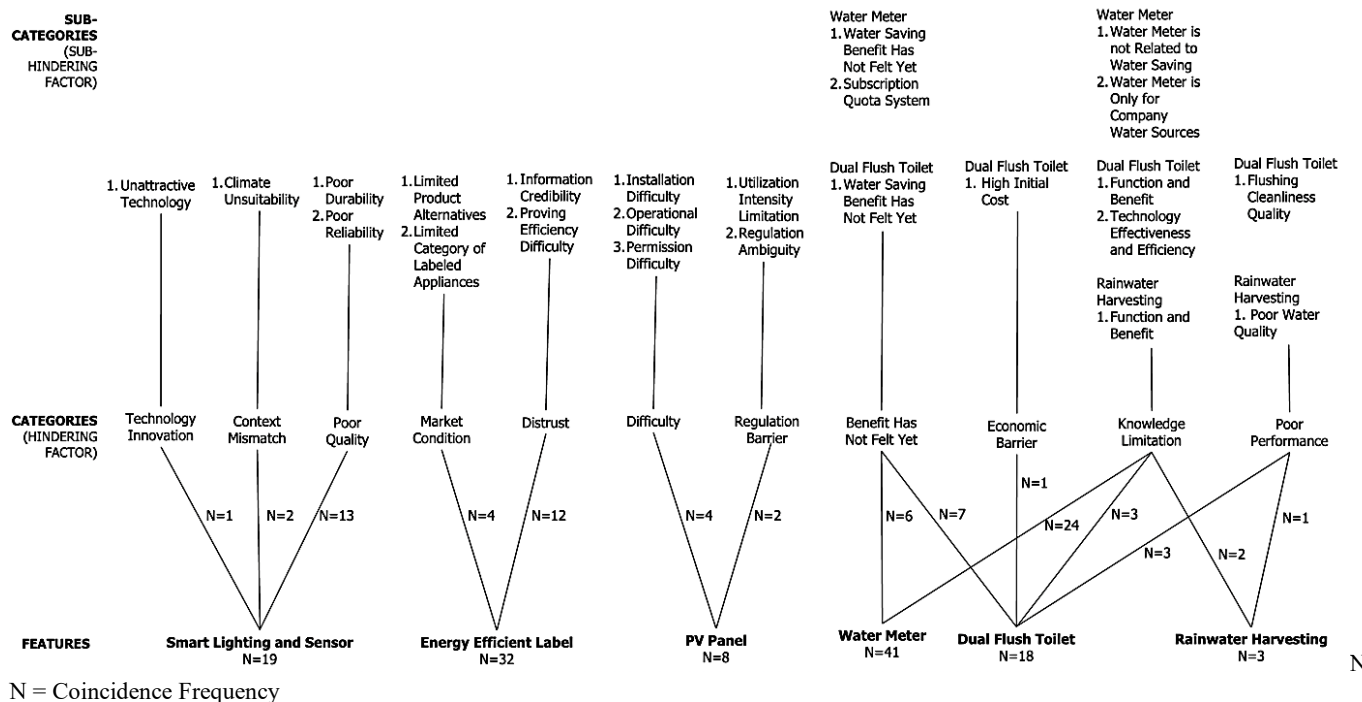 SUB-
CATEGORIES
(SUB-
HINDERING
FACTOR)
Water Meter
1. Water Saving
Benefit Has
Not Felt Yet
2. Subscription
Quota System
Water Meter
1. Water Meter is
not Related to
Water Saving
2. Water Meter is
Only for
Company
Water Sources
1. Unattractive
Technology
1. Climate
Unsuitability
1. Poor
Durability
2. Poor
Reliability
1. Limited
Product
Alternatives
2. Limited
Category of
Labeled
Appliances
1. Information
Credibility
2. Proving
Efficiency
Difficulty
1. Installation
Difficulty
2. Operational
Difficulty
3. Permission
Difficulty
1. Utilization
Intensity
Limitation
2. Regulation
Ambiguity
Dual Flush Toilet
1. Water Saving
Benefit Has
Not Felt Yet
Dual Flush Toilet
1. High Initial
Cost
Dual Flush Toilet
1. Function and
Benefit
2. Technology
Effectiveness
and Efficiency
Rainwater
Harvesting
1. Function and
Benefit
Dual Flush Toilet
1. Flushing
Cleanliness
Quality
Rainwater
Harvesting
1. Poor Water
Quality
CATEGORIES
(HINDERING
FACTOR)
Technology
Innovation
Context
Mismatch
Poor
Quality
Market
Condition
Distrust
Difficulty
Regulation
Barrier
Benefit Has
Not Felt Yet
Economic
Barrier
Knowledge
Limitation
Poor
Performance
N=1
N=2
N=13
N=4
N=12
N=4
N=2
N=6
N=7
N=1
N=24
N=3
N=3
N=2
N=1
FEATURES
Smart Lighting and Sensor
N=19
Energy Efficient Label
N=32
PV Panel
N=8
Water Meter
N=41
Dual Flush Toilet
N=18
Rainwater Harvesting
N=3
N
N = Coincidence Frequency